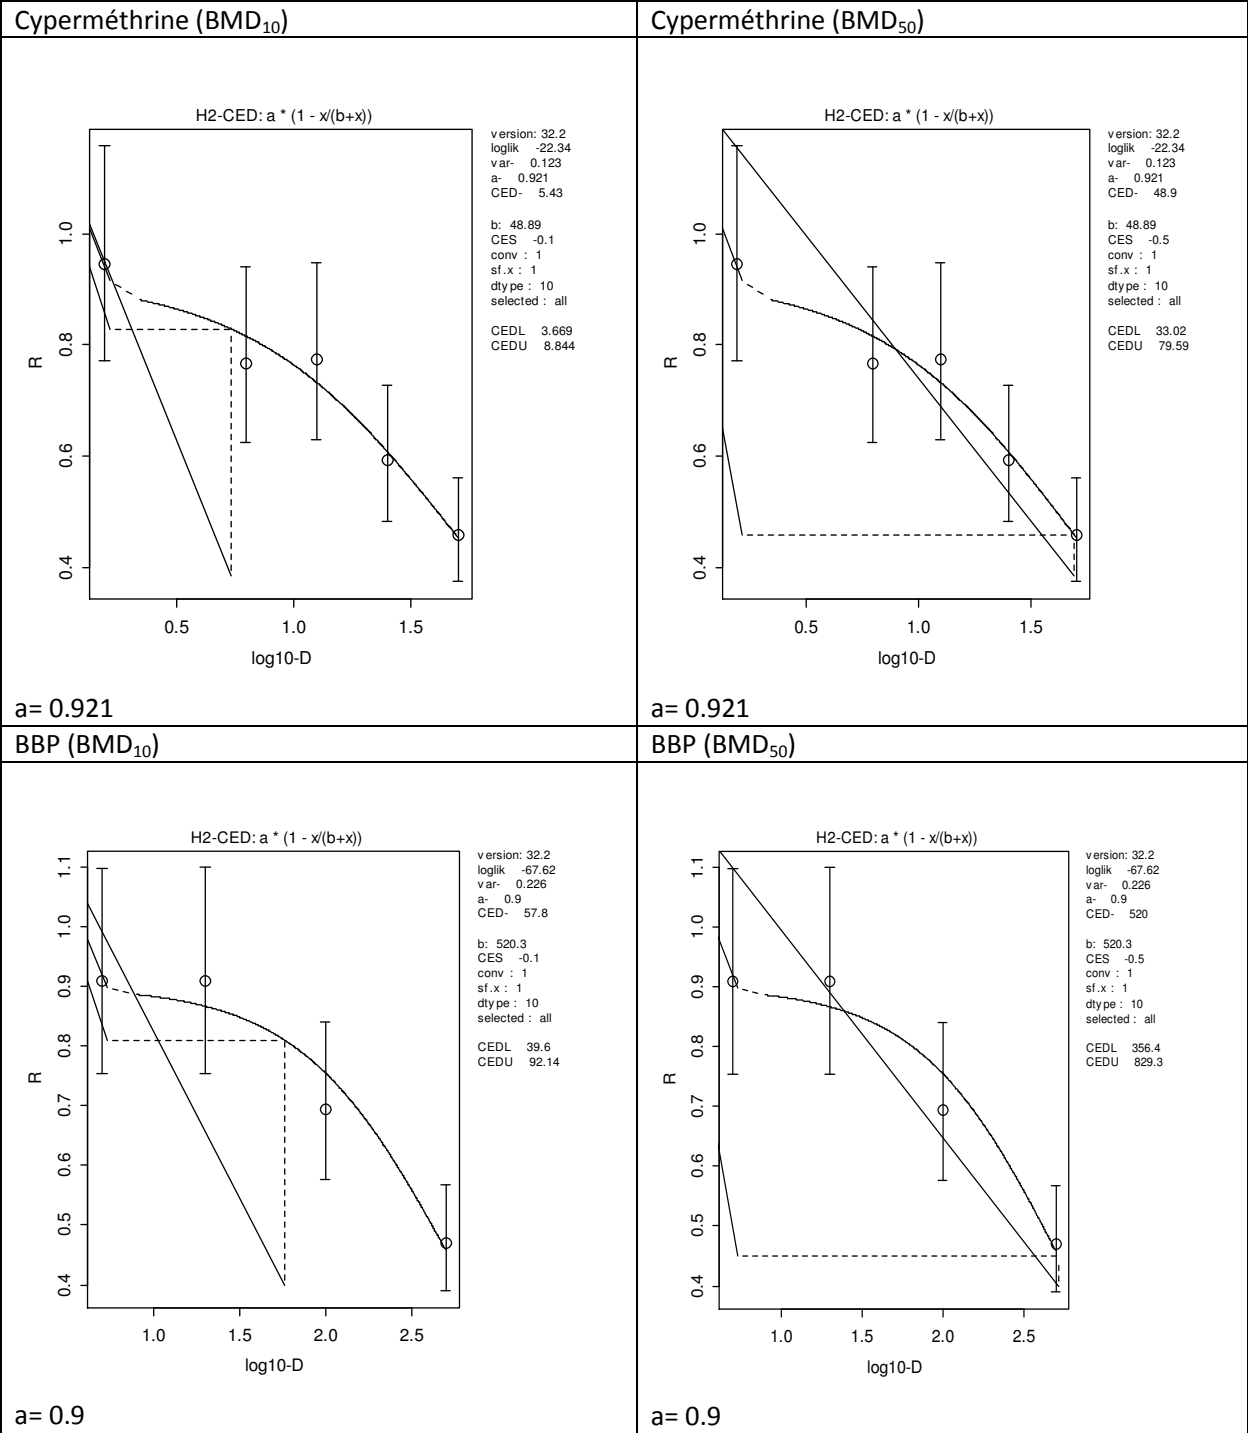 Cyperméthrine (BMD10)
H2-CED: a * (1 - x/(b+x))
version: 32.2
loglik -22.34
var- 0.123
a- 0.921
CED- 5.43
b: 48.89
CES -0.1
conv : 1
sf.x : 1
dtype : 10
selected : all
CEDL 3.669
CEDU 8.844
R
1.0
0.8
0.6
0.4
0.5 1.0 1.5
log10-D
a= 0.921
Cyperméthrine (BMD50)
H2-CED: a * (1 - x/(b+x))
version: 32.2
loglik -22.34
var- 0.123
a- 0.921
CED- 48.9
b: 48.89
CES -0.5
conv : 1
sf.x : 1
dtype : 10
selected : all
CEDL 33.02
CEDU 79.59
R
1.0
0.8
0.6
0.4
0.5 1.0 1.5
log10-D
a= 0.921
BBP (BMD10)
H2-CED: a * (1 - x/(b+x))
version: 32.2
loglik -67.62
var- 0.226
a- 0.9
CED- 57.8
b: 520.3
CES -0.1
conv : 1
sf.x : 1
dtype : 10
selected : all
CEDL 39.6
CEDU 92.14
R
1.1
1.0
0.9
0.8
0.7
0.6
0.5
0.4
1.0 1.5 2.0 2.5
log10-D
a= 0.9
BBP (BMD50)
H2-CED: a * (1 - x/(b+x))
version: 32.2
loglik -67.62
var- 0.226
a- 0.9
CED- 520
b: 520.3
CES -0.5
conv : 1
sf.x : 1
dtype : 10
selected : all
CEDL 356.4
CEDU 829.3
R
1.1
1.0
0.9
0.8
0.7
0.6
0.5
0.4
1.0 1.5 2.0 2.5
log10-D
a= 0.9